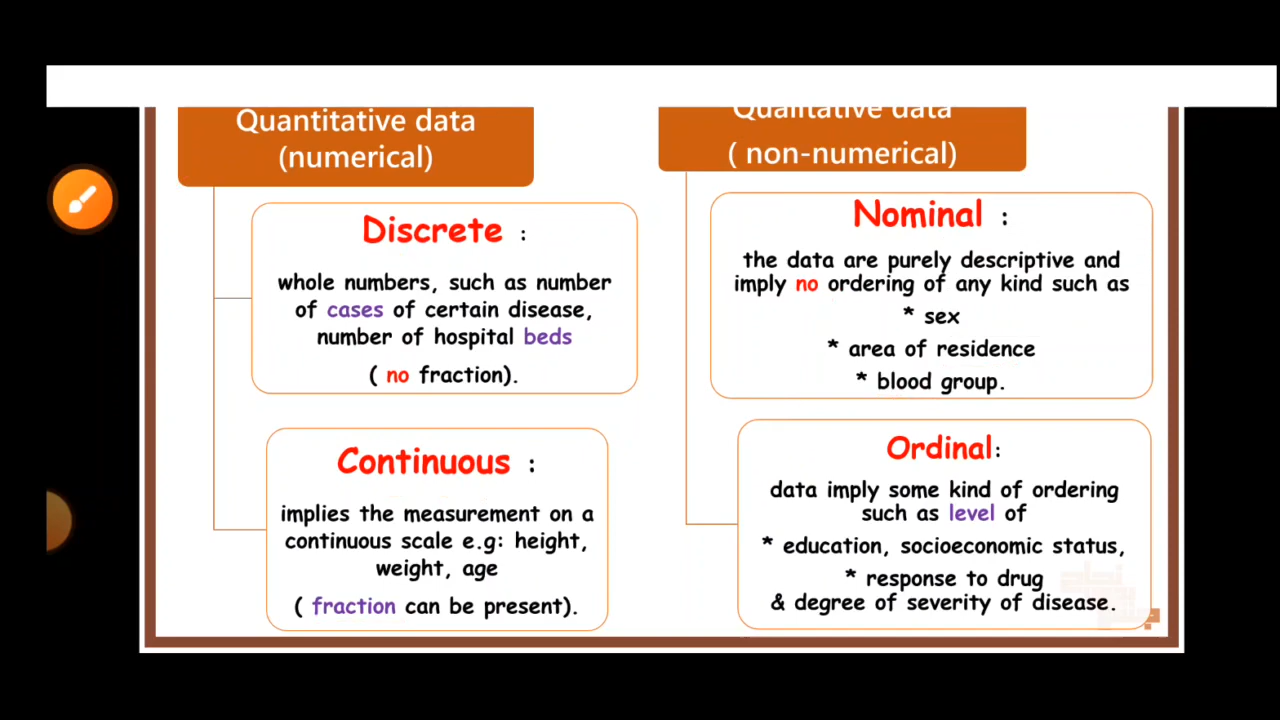 Quantitative data
(numerical)
Discrete :
whole numbers, such as number
of cases of certain disease,
number of hospital beds
( no fraction).
Continuous :
implies the measurement on a
continuous scale e.g: height,
weight, age
( fraction can be present).
Qualitative data
( non-numerical)
Nominal :
the data are purely descriptive and
imply no ordering of any kind such as
* sex
* area of residence
* blood group.
Ordinal:
data imply some kind of ordering
such as level of
* education, socioeconomic status,
* response to drug
& degree of severity of disease.